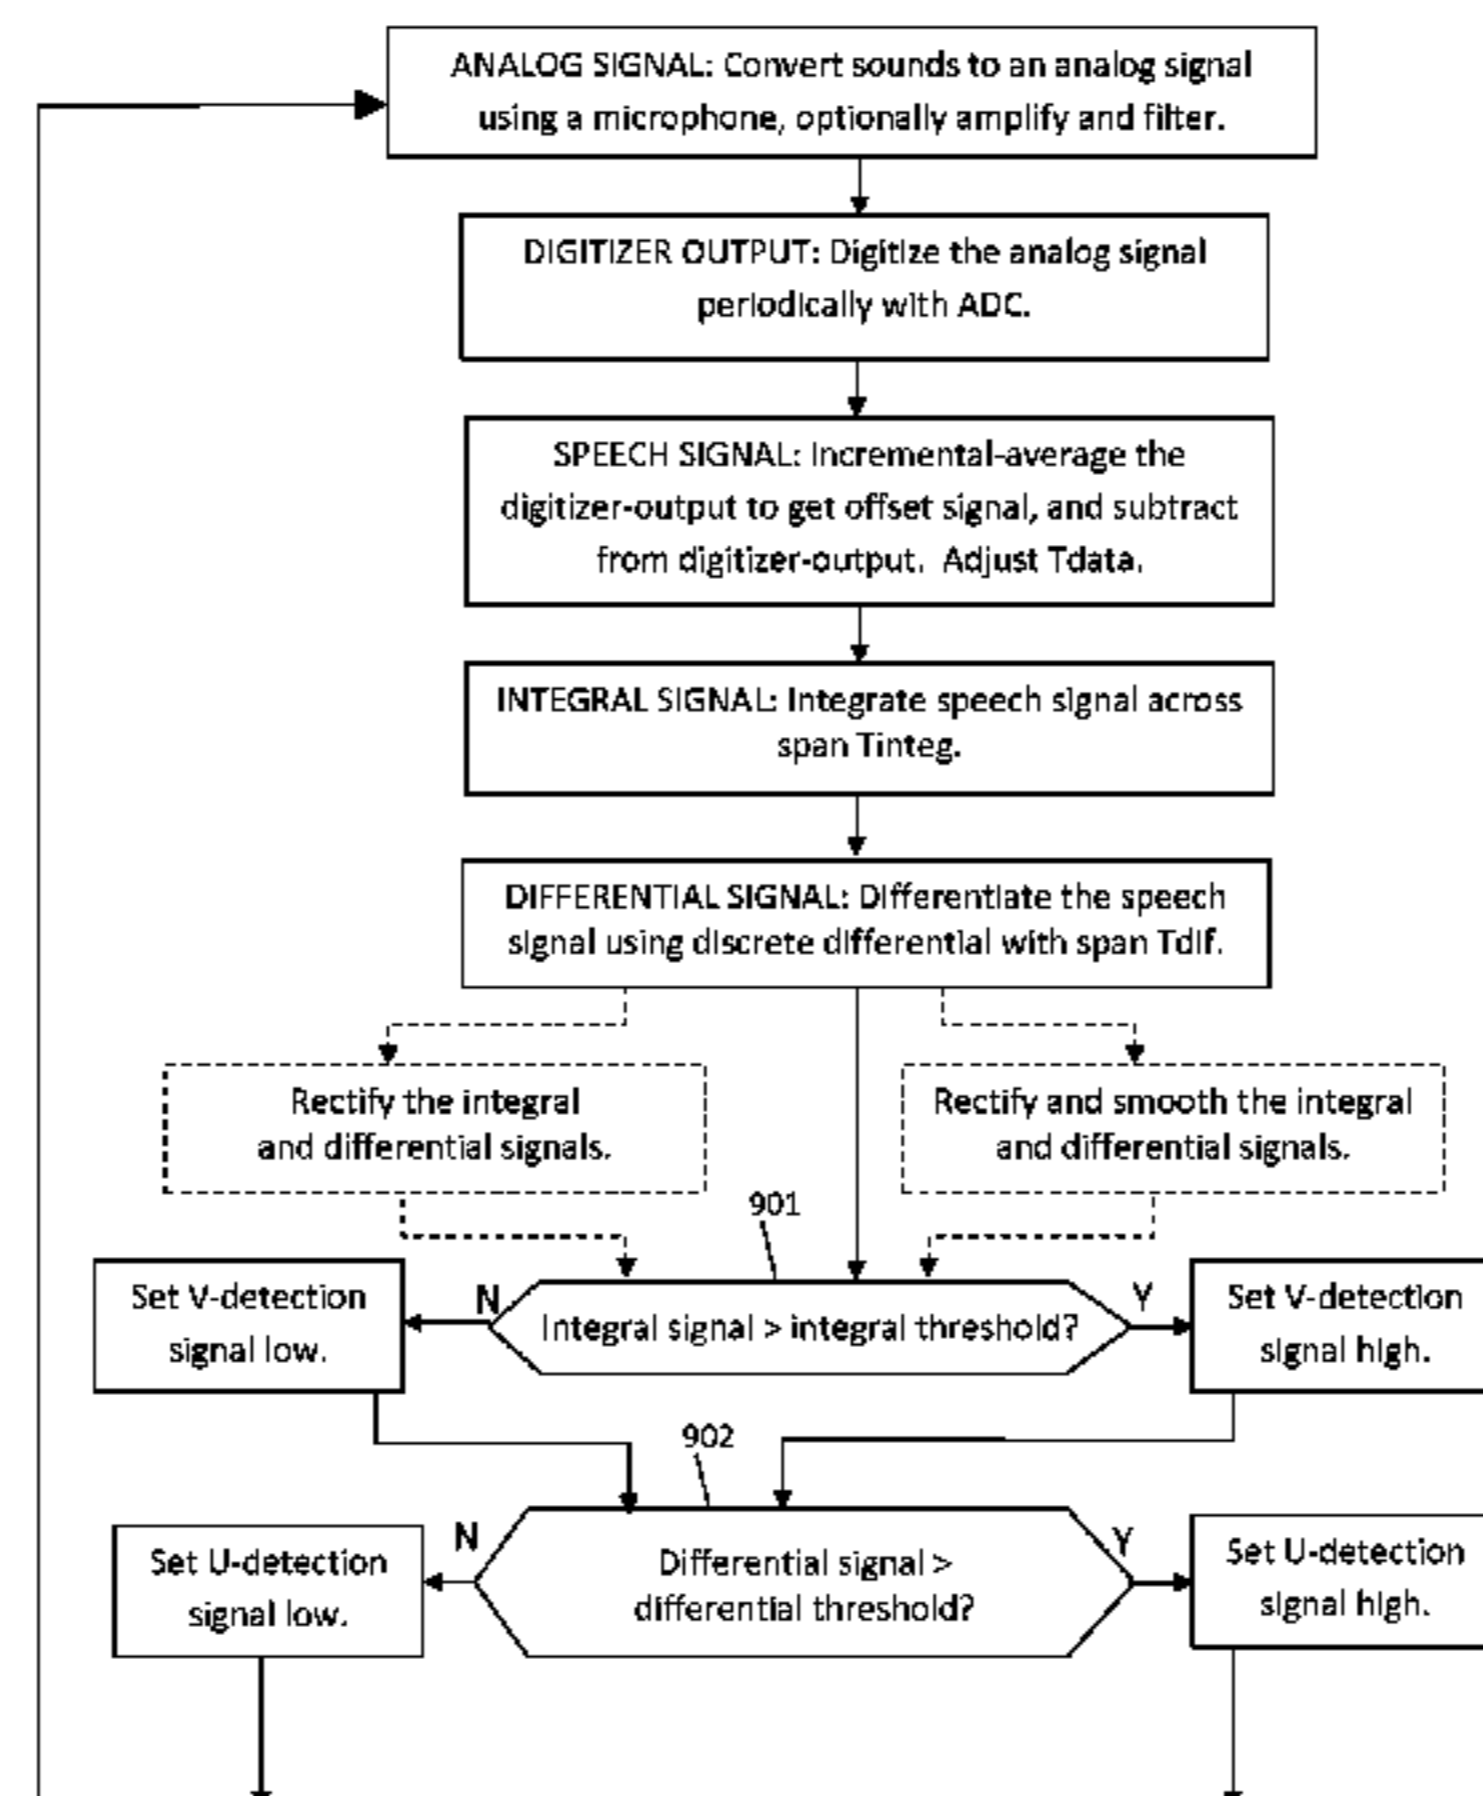 ANALOG SIGNAL: Convert sounds to an analog signal
using a microphone, optionally amplify and filter.
DIGITIZER OUTPUT: Digitize the analog signal
periodically with ADC.
SPEECH SIGNAL: Incremental-average the
digitizer-output to get offset signal, and subtract
from digitizer-output. Adjust Tdata.
INTEGRAL SIGNAL: Integrate speech signal across
span Tinteg.
DIFFERENTIAL SIGNAL: Differentiate the speech
signal using discrete differential with span Tdif.
Rectify the integral
and differential signals.
Rectify and smooth the integral
and differential signals.
901
Set V-detection
signal low.
N
Integral signal > integral threshold?
Y
Set V-detection
signal high.
902
Set U-detection
signal low.
N
Differential signal >
differential threshold?
Y
Set U-detection
signal high.